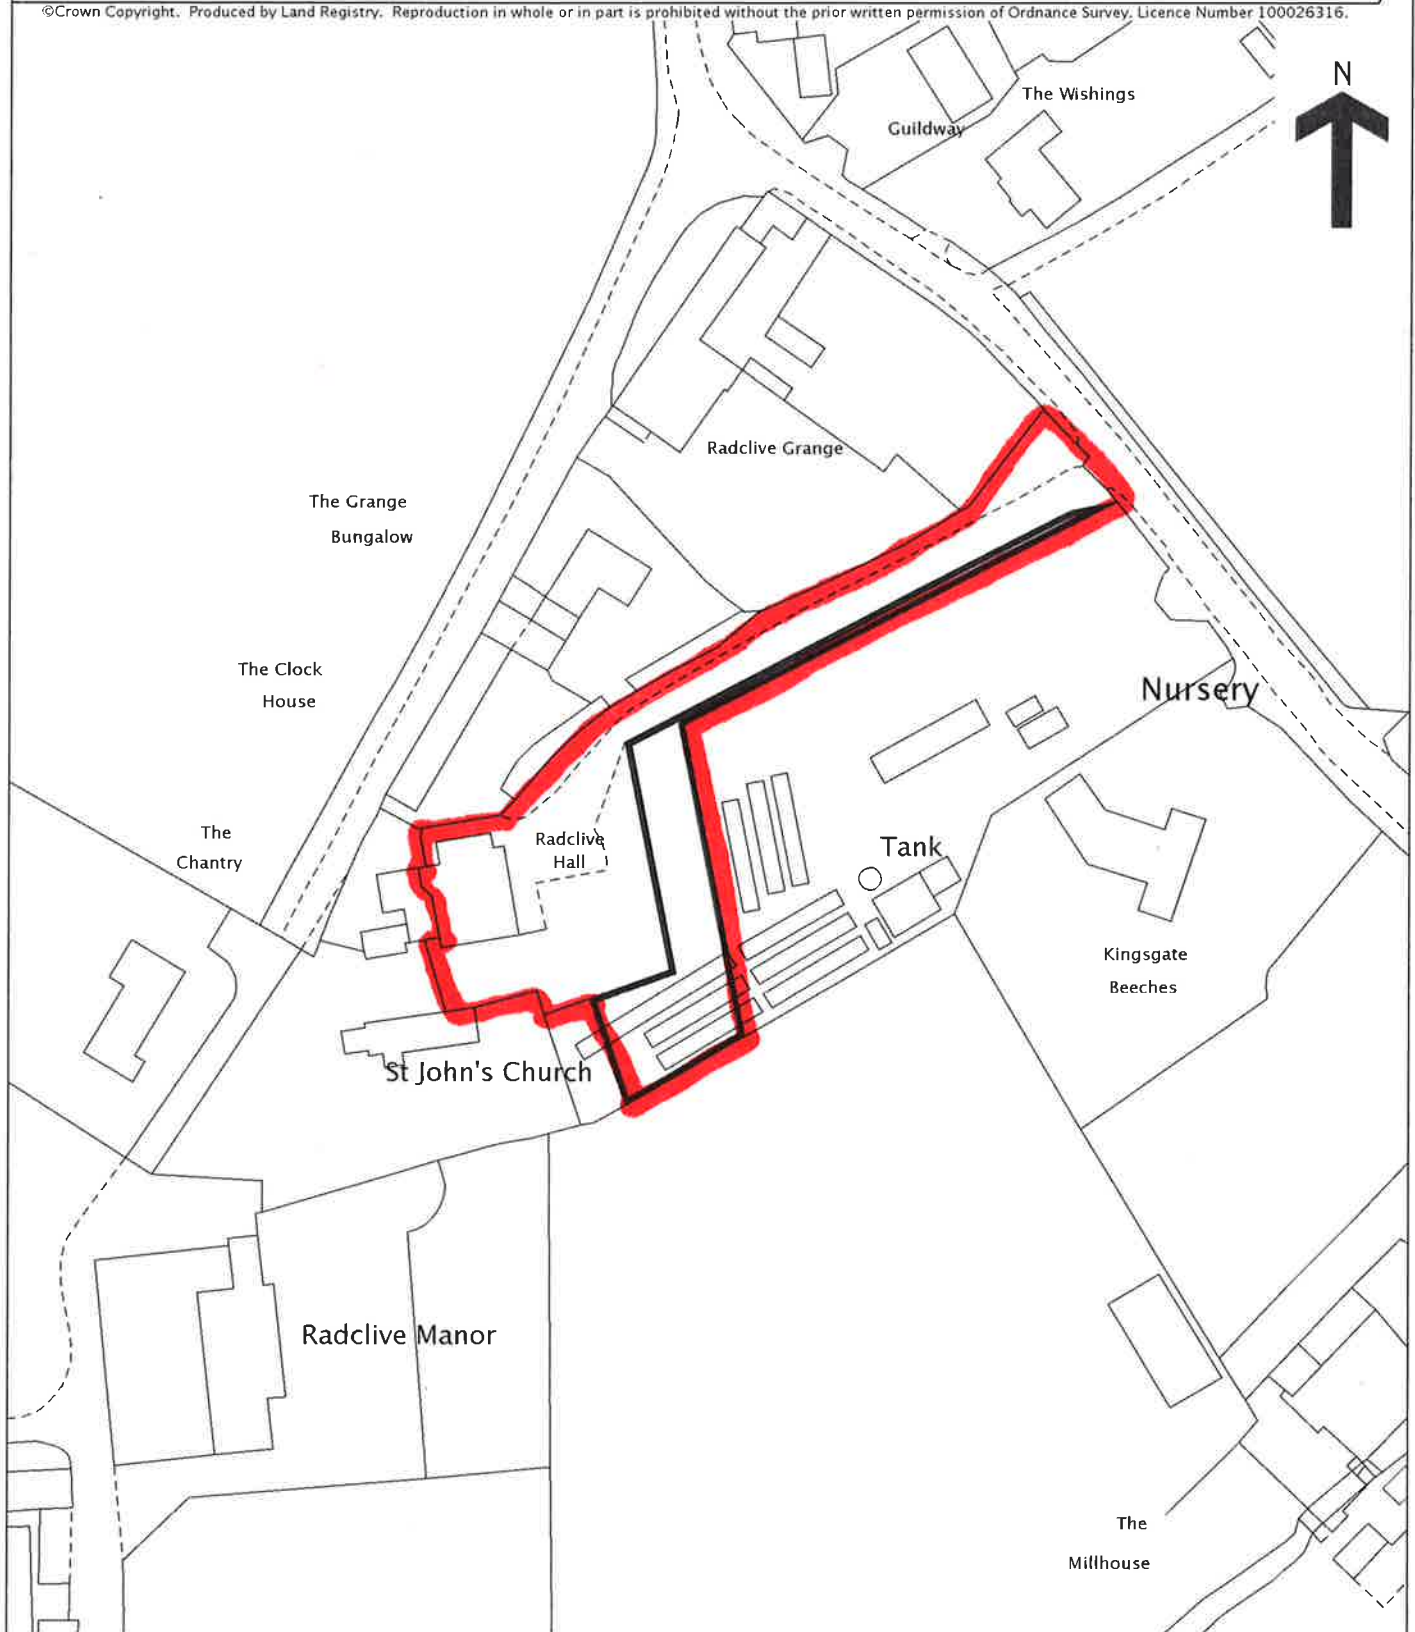 ©Crown Copyright. Produced by Land Registry. Reproduction in whole or in part is prohibited without the prior written permission of Ordnance Survey. Licence Number 100026316.
N
The Wishings
Guildway
Radclive Grange
The Grange
Bungalow
The Clock
House
Nursery
The
Chantry
Radclive
Hall
Tank
Kingsgate
Beeches
St John's Church
Radclive Manor
The
Millhouse